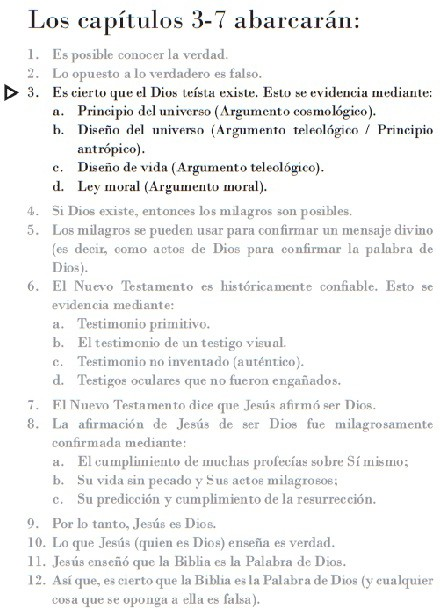 Los capítulos 3-7 abarcarán:
1. Es posible conocer la verdad.
2. Lo opuesto a lo verdadero es falso.
3. Es cierto que el Dios teísta existe. Esto se evidencia mediante:
a. Principio del universo (Argumento cosmológico).
b. Diseño del universo (Argumento teleológico / Principio
antrópico).
c. Diseño de vida (Argumento teleológico).
d. Ley moral (Argumento moral).
4. Si Dios existe, entonces los milagros son posibles.
5. Los milagros se pueden usar para confirmar un mensaje divino
(es decir, como actos de Dios para confirmar la palabra de
Dios).
6. El Nuevo Testamento es históricamente confiable. Esto se
evidencia mediante:
a. Testimonio primitivo.
b. El testimonio de un testigo visual.
c. Testimonio no inventado (auténtico).
d. Testigos oculares que no fueron engañados.
7. El Nuevo Testamento dice que Jesús afirmó ser Dios.
8. La afirmación de Jesús de ser Dios fue milagrosamente
confirmada mediante:
a. El cumplimiento de muchas profecías sobre Sí mismo;
b. Su vida sin pecado y Sus actos milagrosos;
c. Su predicción y cumplimiento de la resurrección.
9. Por lo tanto, Jesús es Dios.
10. Lo que Jesús (quien es Dios) enseña es verdad.
11. Jesús enseñó que la Biblia es la Palabra de Dios.
12. Así que, es cierto que la Biblia es la Palabra de Dios (y cualquier
cosa que se oponga a ella es falsa).